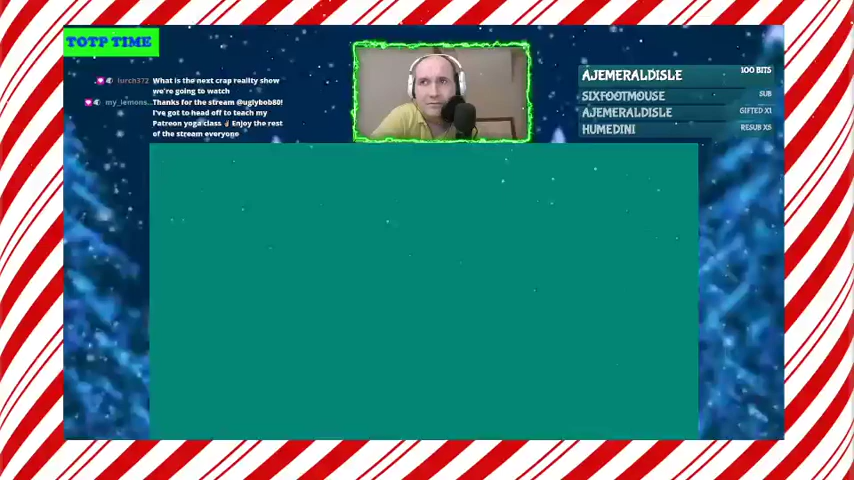 TOTP TIME
lurch372 What is the next crap reality show
we're going to watch
my_lemons... Thanks for the stream @uglybob80!
I've got to head off to teach my
Patreon yoga class Enjoy the rest
of the stream everyone
AJEMERALDISLE 100 BITS
SIXFOOTMOUSE SUB
AJEMERALDISLE GIFTED X1
HUMEDINI RESUB X5